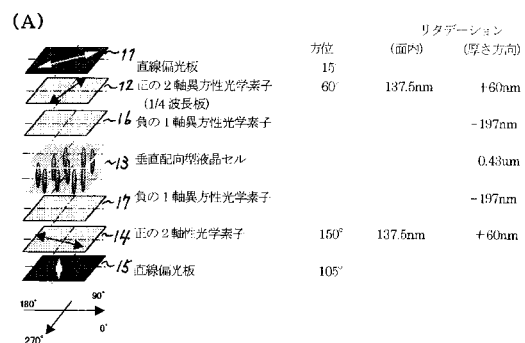 (A)
リタデーション
方位 (面内) (厚さ方向)
11 直線偏光板 15°
12 正の2軸異方性光学素子 60° 137.5nm +60nm
(1/4 波長板)
16 負の1軸異方性光学素子 -197nm
13 垂直配向型液晶セル 0.43um
17 負の1軸異方性光学素子 -197nm
14 正の2軸性光学素子 150° 137.5nm +60nm
15 直線偏光板 105°
90°
180°
0°
270°